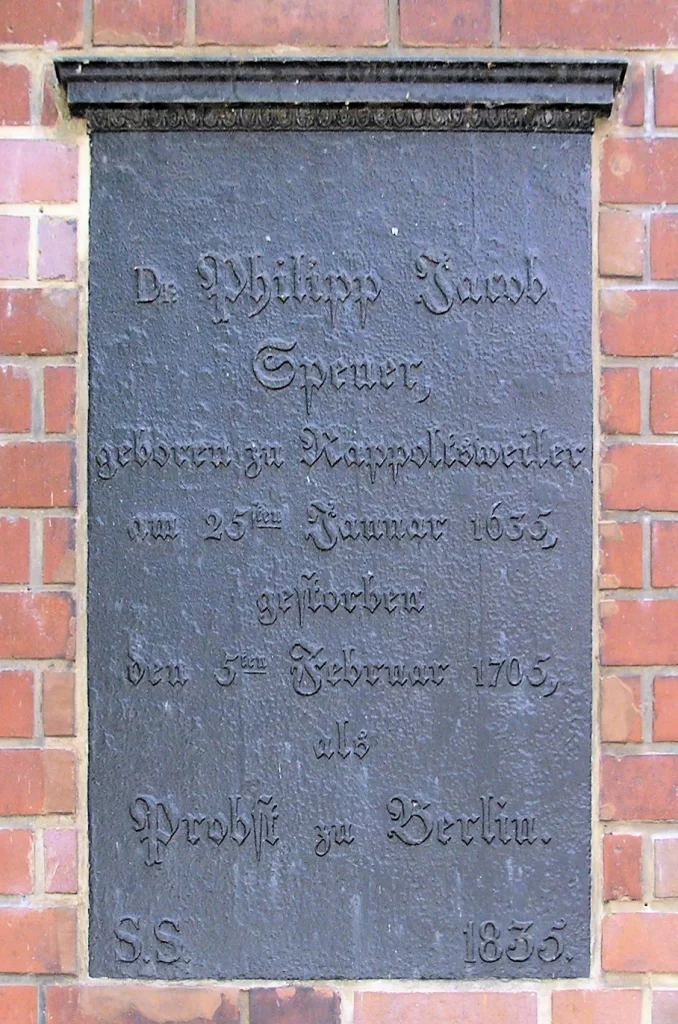 Dr. Philipp Jacob
Spener,
geboren zu Rappoltsweiler
am 25sten Januar 1635,
gestorben
den 5ten Februar 1705,
als
Probst zu Berlin.
S.S. 1835.